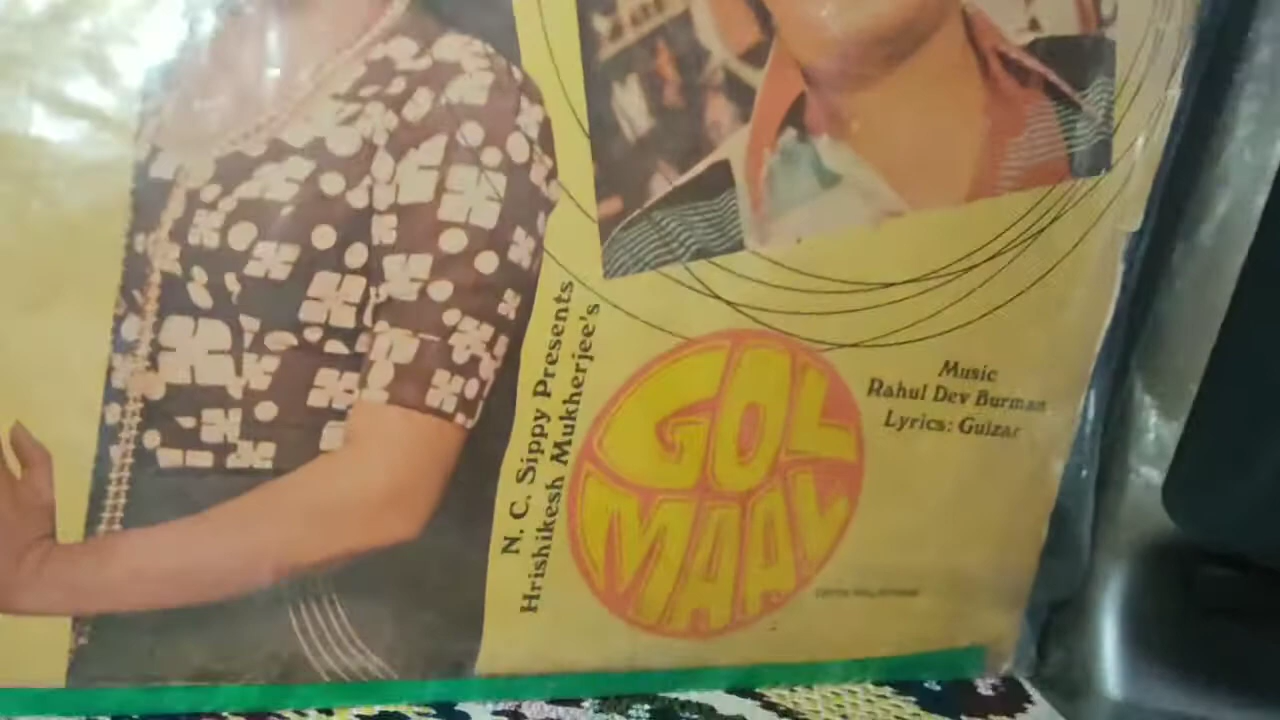 N. C. Sippy Presents
Hrishikesh Mukherjee's
GOL
MAAL
Music
Rahul Dev Burman
Lyrics: Gulzar